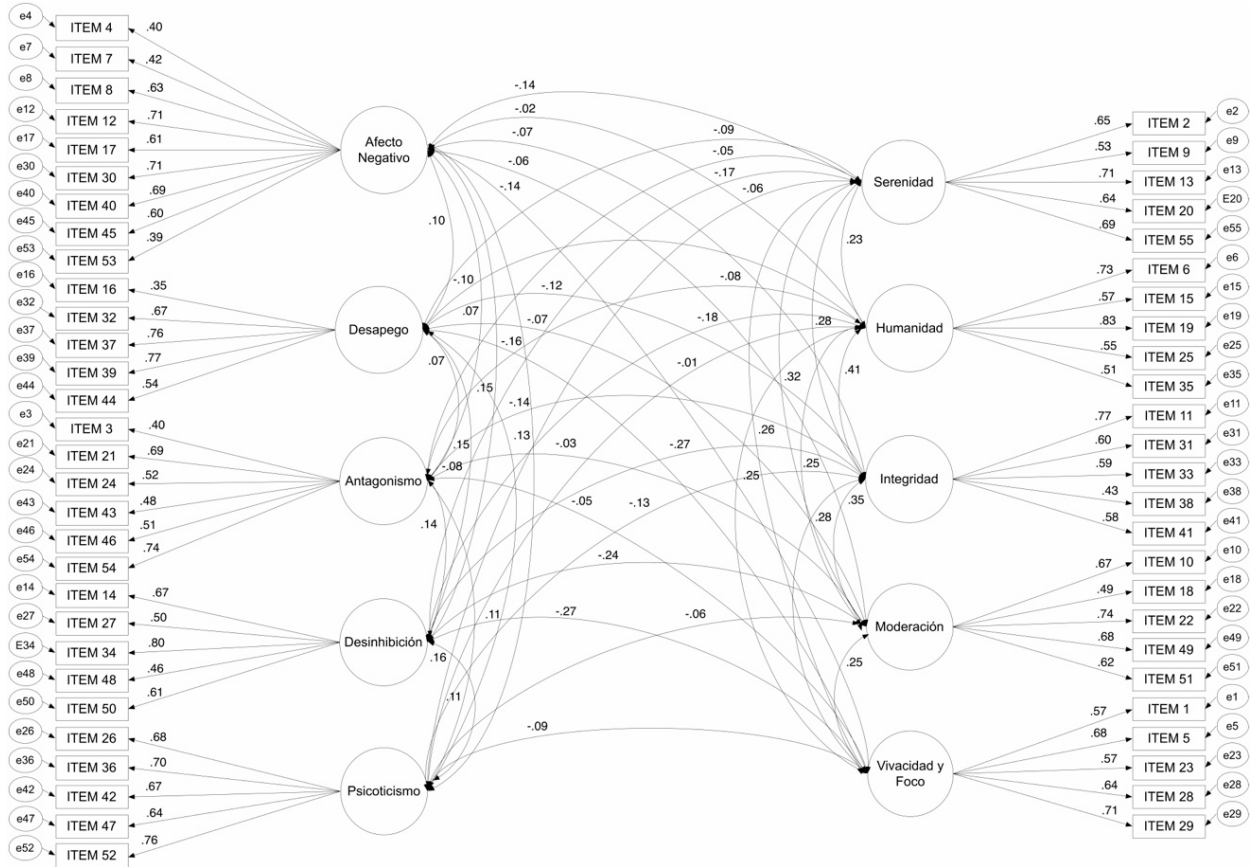 e4 ITEM 4 .40
e7 ITEM 7 .42
e8 ITEM 8 .63
e12 ITEM 12 .71
e17 ITEM 17 .61
e30 ITEM 30 .71
e40 ITEM 40 .69
e45 ITEM 45 .60
e53 ITEM 53 .39
Afecto
Negativo
e16 ITEM 16 .35
e32 ITEM 32 .67
e37 ITEM 37 .76
e39 ITEM 39 .77
e44 ITEM 44 .54
Desapego
e3 ITEM 3 .40
e21 ITEM 21 .69
e24 ITEM 24 .52
e43 ITEM 43 .48
e46 ITEM 46 .51
e54 ITEM 54 .74
Antagonismo
e14 ITEM 14 .67
e27 ITEM 27 .50
E34 ITEM 34 .80
e48 ITEM 48 .46
e50 ITEM 50 .61
Desinhibición
e26 ITEM 26 .68
e36 ITEM 36 .70
e42 ITEM 42 .67
e47 ITEM 47 .64
e52 ITEM 52 .76
Psicoticismo
-.14
-.02
-.07
-.09
-.06
-.05
-.14
-.17
-.06
.10
.23
-.10
-.12
-.08
.07
-.07
-.18
.28
.07
-.16
-.01
.41
.15
.32
-.14
.13
.26
.15
-.03
-.27
-.08
.25
.25
.35
.14
-.05
-.13
.28
-.24
.11
-.27
-.06
.16
.25
.11
-.09
Serenidad
.65 ITEM 2 e2
.53 ITEM 9 e9
.71 ITEM 13 e13
.64 ITEM 20 E20
.69 ITEM 55 e55
Humanidad
.73 ITEM 6 e6
.57 ITEM 15 e15
.83 ITEM 19 e19
.55 ITEM 25 e25
.51 ITEM 35 e35
Integridad
.77 ITEM 11 e11
.60 ITEM 31 e31
.59 ITEM 33 e33
.43 ITEM 38 e38
.58 ITEM 41 e41
Moderación
.67 ITEM 10 e10
.49 ITEM 18 e18
.74 ITEM 22 e22
.68 ITEM 49 e49
.62 ITEM 51 e51
Vivacidad y
Foco
.57 ITEM 1 e1
.68 ITEM 5 e5
.57 ITEM 23 e23
.64 ITEM 28 e28
.71 ITEM 29 e29